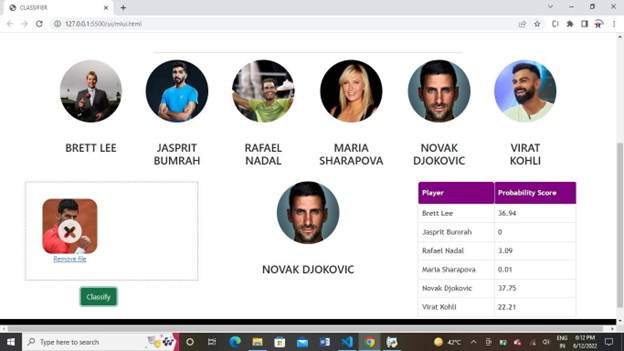 CLASSIFIER
127.0.0.1:5500/ui/mlui.html
BRETT LEE
JASPRIT
BUMRAH
RAFAEL
NADAL
MARIA
SHARAPOVA
NOVAK
DJOKOVIC
VIRAT
KOHLI
Remove file
Classify
NOVAK DJOKOVIC
Player Probability Score
Brett Lee 36.94
Jasprit Bumrah 0
Rafael Nadal 3.09
Maria Sharapova 0.01
Novak Djokovic 37.75
Virat Kohli 22.21
Type here to search
42°C
ENG
IN
6:12 PM
6/12/2022